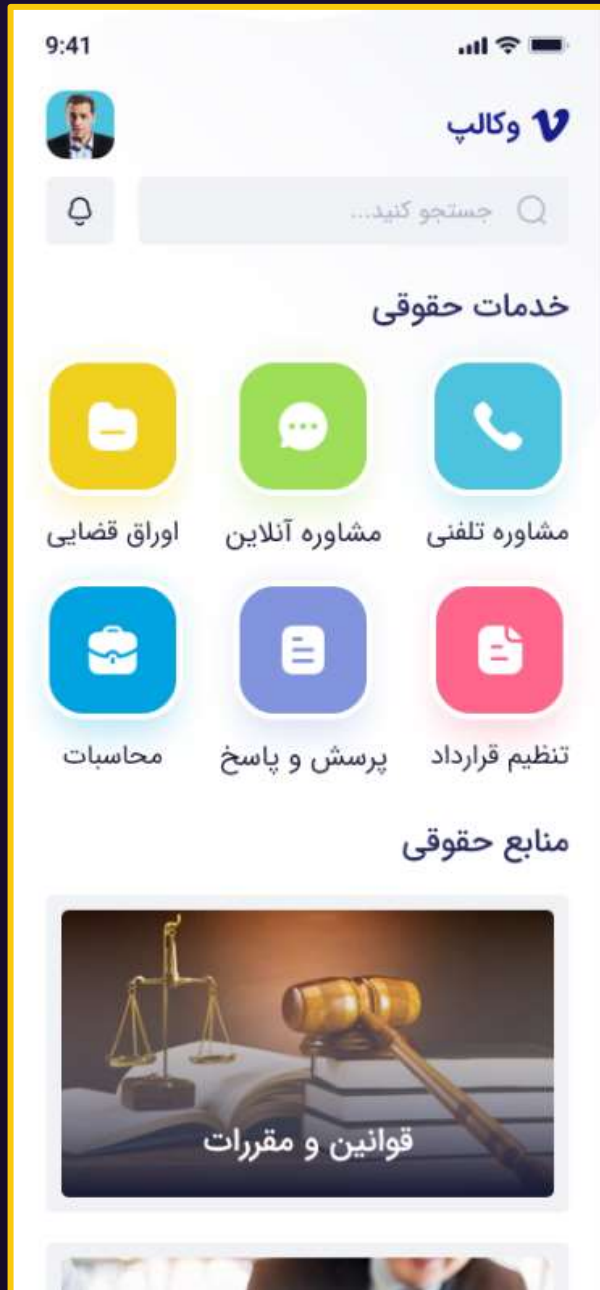 9:41
وکالپ
جستجو کنید...
خدمات حقوقی
مشاوره تلفنی
مشاوره آنلاین
اوراق قضایی
تنظیم قرارداد
پرسش و پاسخ
محاسبات
منابع حقوقی
قوانین و مقررات